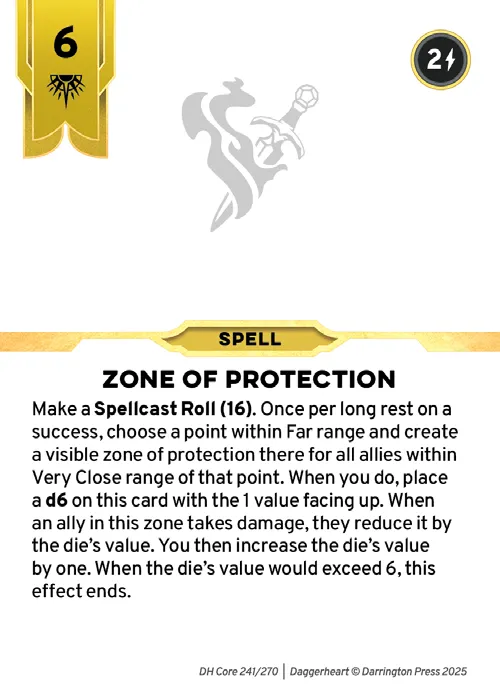 6
2
SPELL
ZONE OF PROTECTION
Make a Spellcast Roll (16). Once per long rest on a
success, choose a point within Far range and create
a visible zone of protection there for all allies within
Very Close range of that point. When you do, place
a d6 on this card with the 1 value facing up. When
an ally in this zone takes damage, they reduce it by
the die’s value. You then increase the die’s value
by one. When the die’s value would exceed 6, this
effect ends.
DH Core 241/270 | Daggerheart © Darrington Press 2025